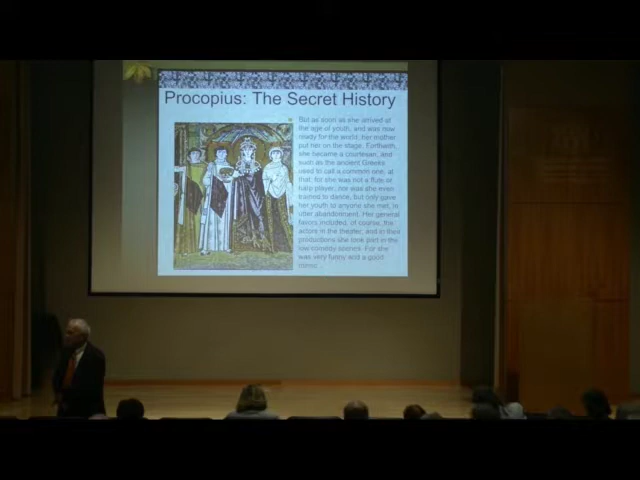 Procopius: The Secret History
But as soon as she arrived at
the age of youth, and was now
ready for the world, her mother
put her on the stage. Forthwith,
she became a courtesan, and
such as the ancient Greeks
used to call a common one, at
that: for she was not a flute or
harp player, nor was she even
trained to dance, but only gave
her youth to anyone she met, in
utter abandonment. Her general
favors included, of course, the
actors in the theater, and in their
productions she took part in the
low comedy scenes. For she
was very funny and a good
mimic...